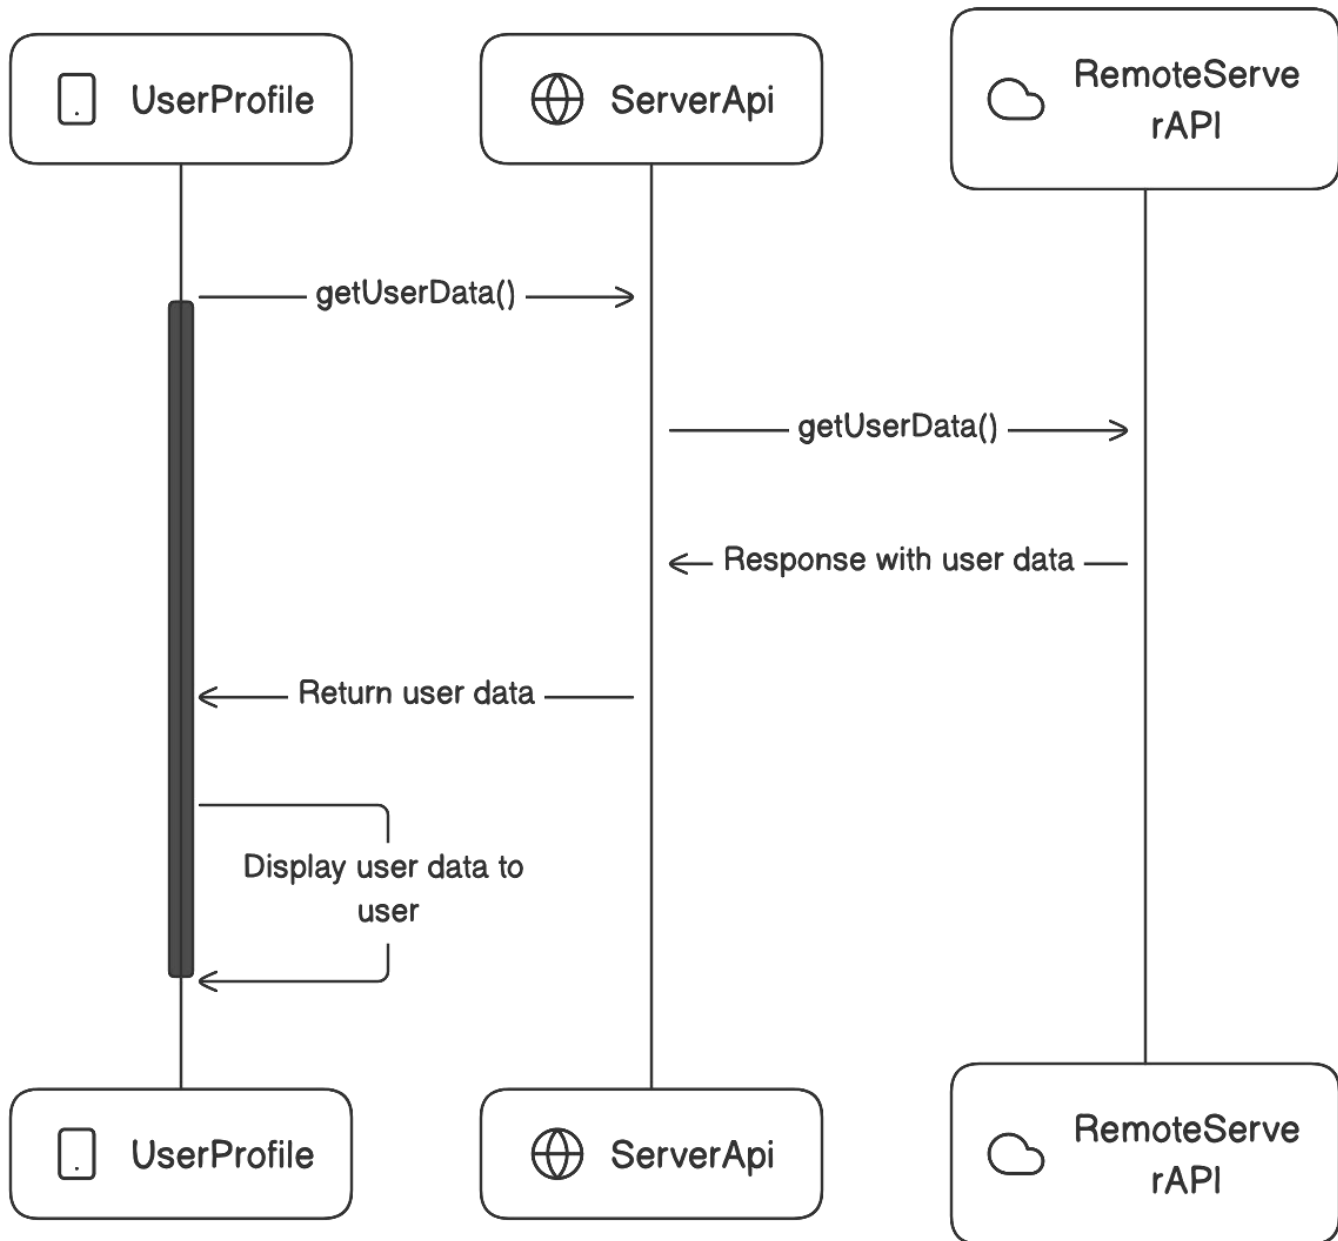 UserProfile
ServerApi
RemoteServe
rAPI
getUserData()
getUserData()
Response with user data
Return user data
Display user data to
user
UserProfile
ServerApi
RemoteServe
rAPI